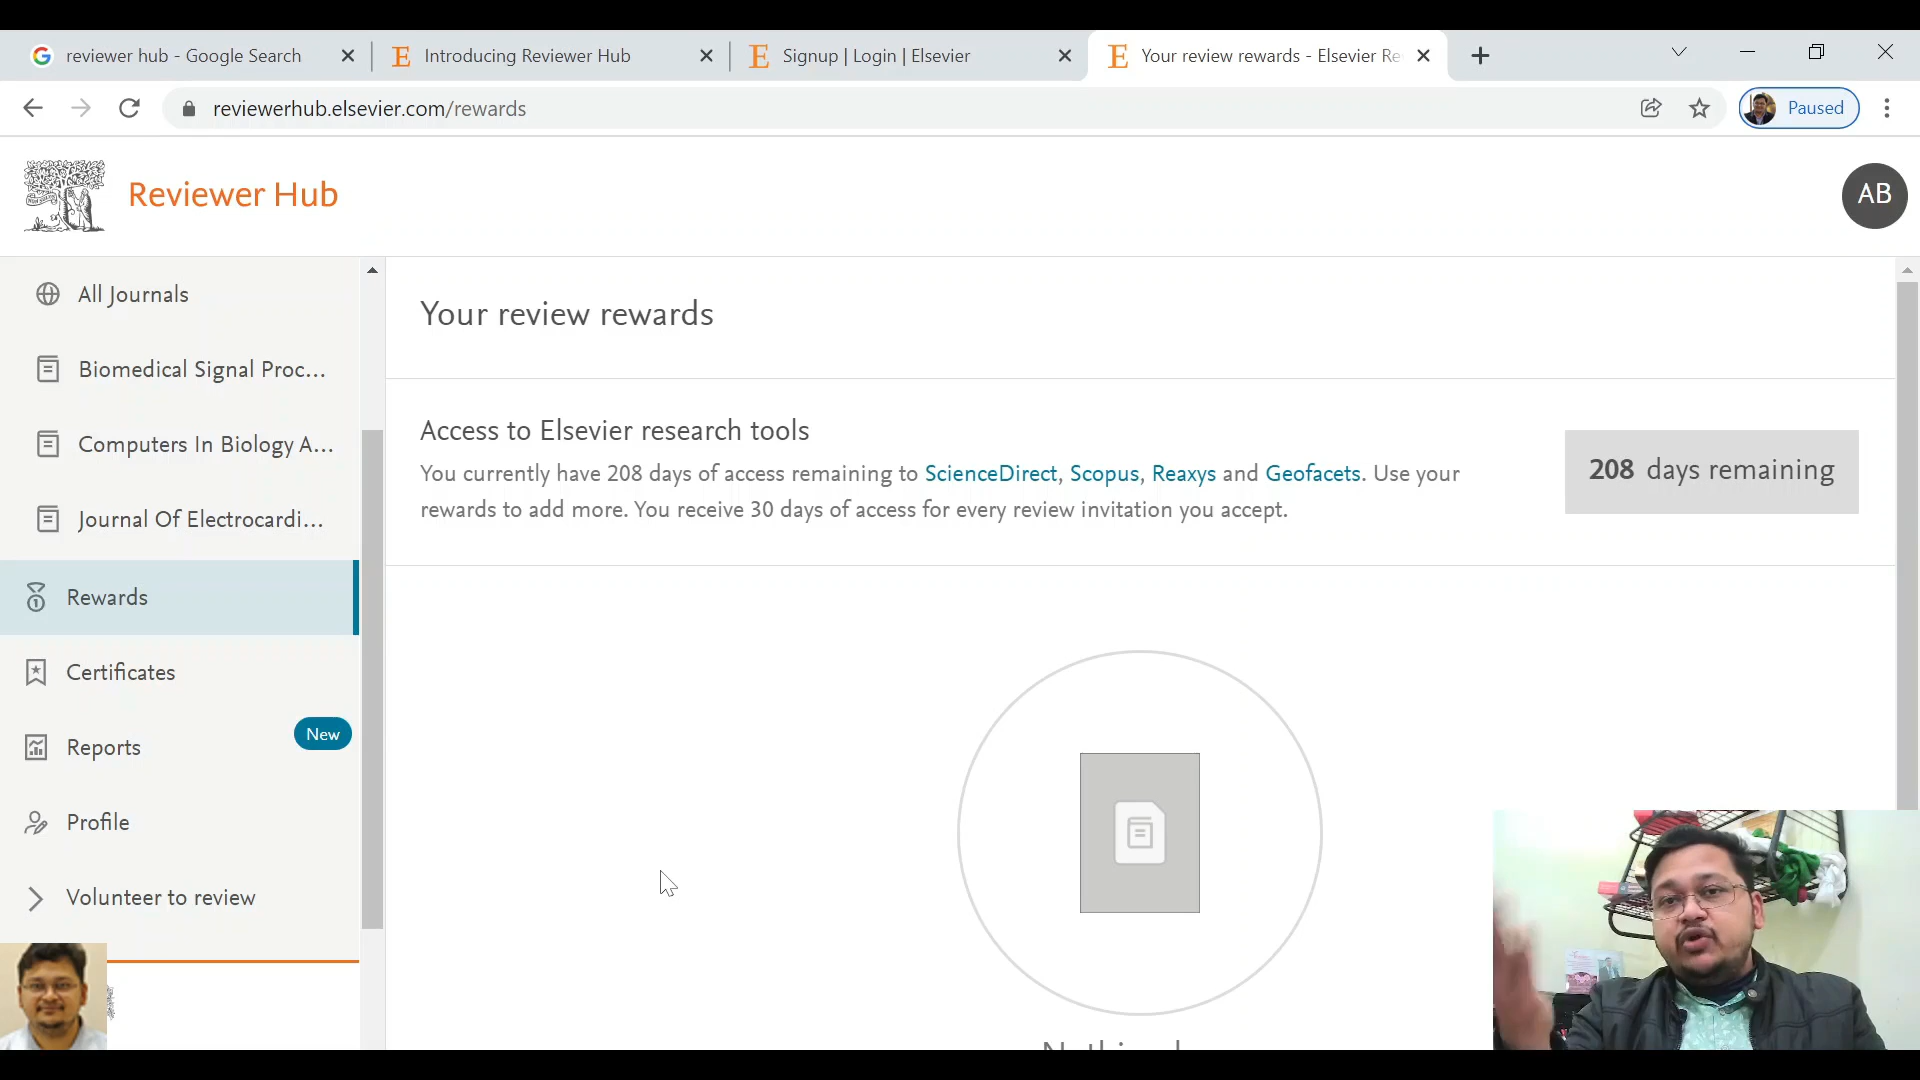 reviewer hub - Google Search
Introducing Reviewer Hub
Signup | Login | Elsevier
Your review rewards - Elsevier Re
reviewerhub.elsevier.com/rewards
Paused
Reviewer Hub
AB
All Journals
Biomedical Signal Proc...
Computers In Biology A...
Journal Of Electrocardi...
Rewards
Certificates
Reports
New
Profile
Volunteer to review
Your review rewards
Access to Elsevier research tools
You currently have 208 days of access remaining to ScienceDirect, Scopus, Reaxys and Geofacets. Use your
rewards to add more. You receive 30 days of access for every review invitation you accept.
208 days remaining